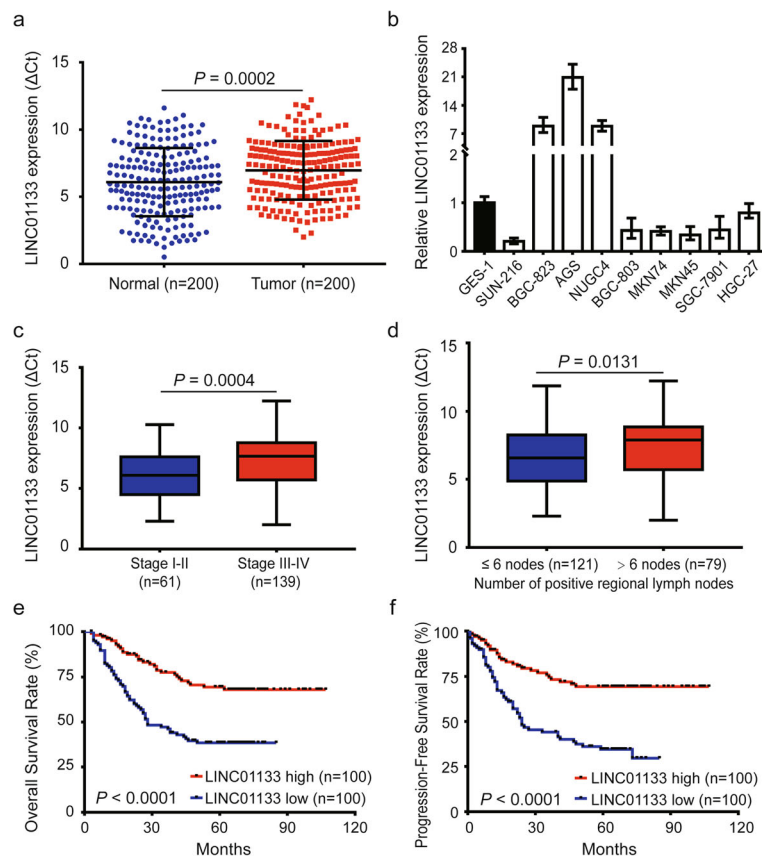 a
LINC01133 expression (ΔCt)
15
10
5
0
P = 0.0002
Normal (n=200)
Tumor (n=200)
b
Relative LINC01133 expression
28
21
14
7
2
1
0
GES-1
SUN-216
BGC-823
AGS
NUGC4
BGC-803
MKN74
MKN45
SGC-7901
HGC-27
c
LINC01133 expression (ΔCt)
15
10
5
0
P = 0.0004
Stage I-II
(n=61)
Stage III-IV
(n=139)
d
LINC01133 expression (ΔCt)
15
10
5
0
P = 0.0131
≤ 6 nodes (n=121)
> 6 nodes (n=79)
Number of positive regional lymph nodes
e
Overall Survival Rate (%)
100
75
50
25
0
LINC01133 high (n=100)
LINC01133 low (n=100)
P < 0.0001
0 30 60 90 120
Months
f
Progression-Free Survival Rate (%)
100
75
50
25
0
LINC01133 high (n=100)
LINC01133 low (n=100)
P < 0.0001
0 30 60 90 120
Months